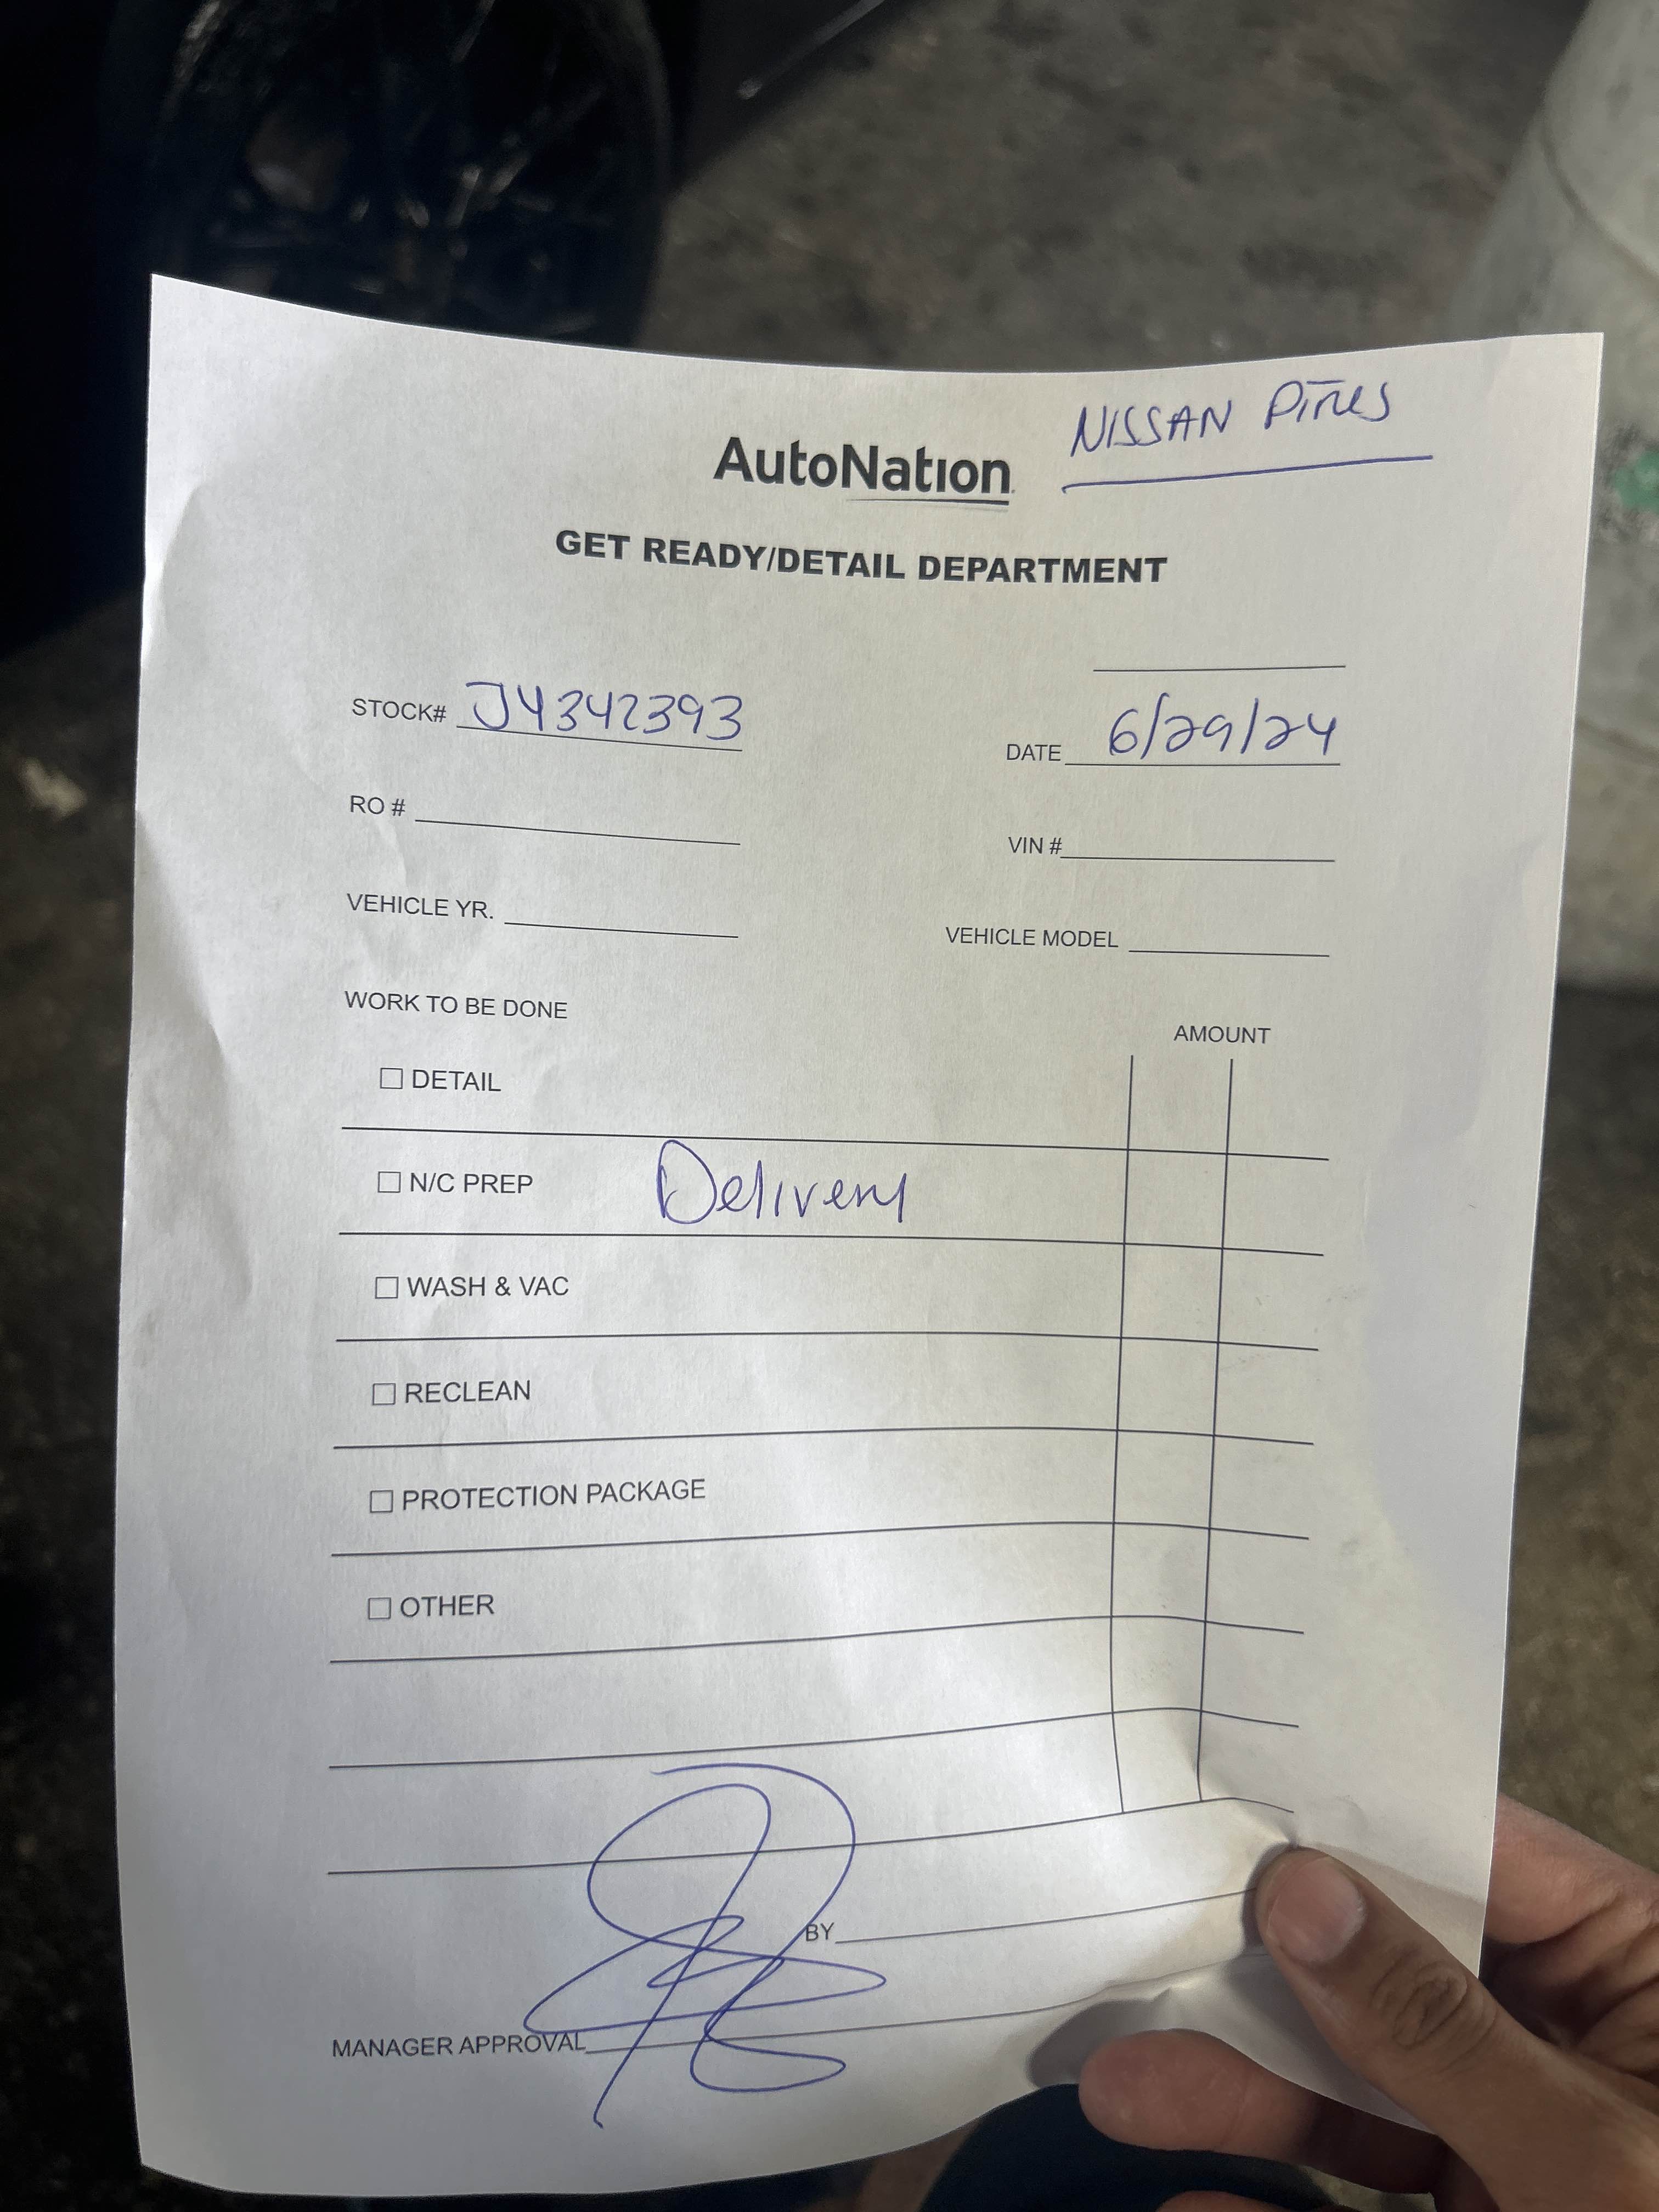 NISSAN PINES
AutoNation
GET READY/DETAIL DEPARTMENT
STOCK# J4342393
DATE 6/29/24
RO #
VIN #
VEHICLE YR.
VEHICLE MODEL
WORK TO BE DONE
AMOUNT
DETAIL
N/C PREP Delivery
WASH & VAC
RECLEAN
PROTECTION PACKAGE
OTHER
BY
MANAGER APPROVAL